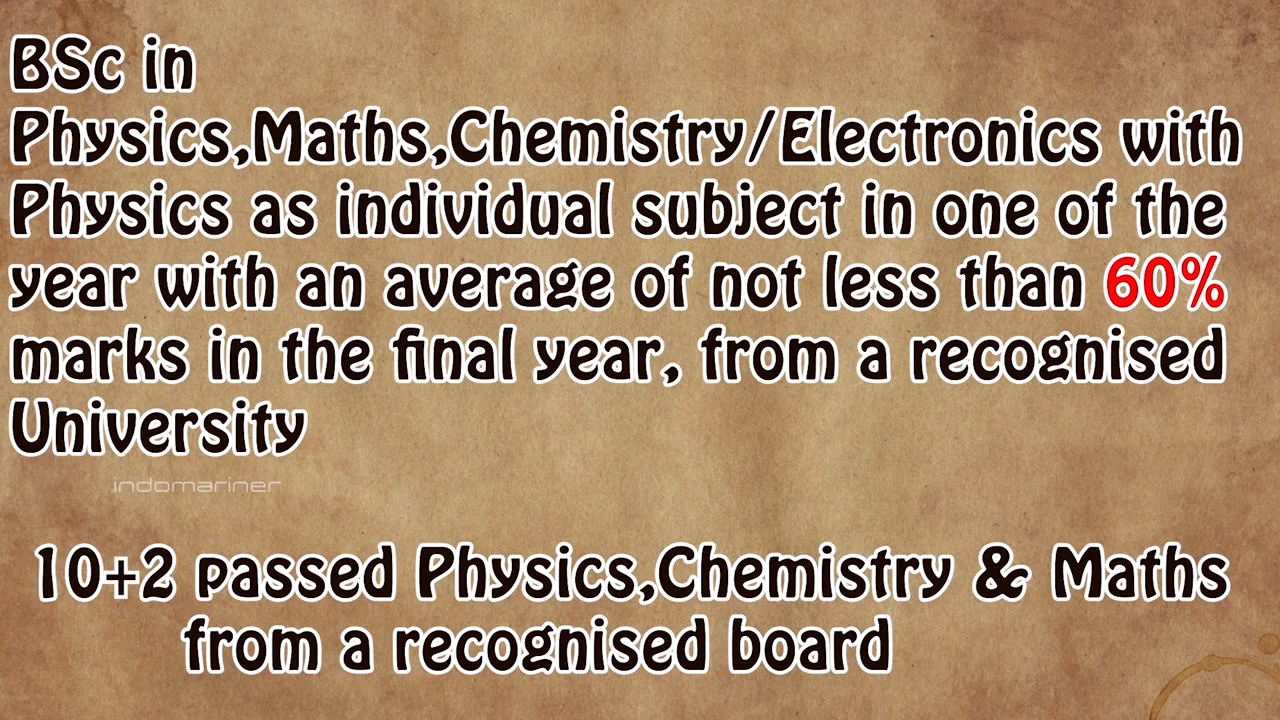 BSc in
Physics,Maths,Chemistry/Electronics with
Physics as individual subject in one of the
year with an average of not less than 60%
marks in the final year, from a recognised
University
indomariner
10+2 passed Physics,Chemistry & Maths
from a recognised board